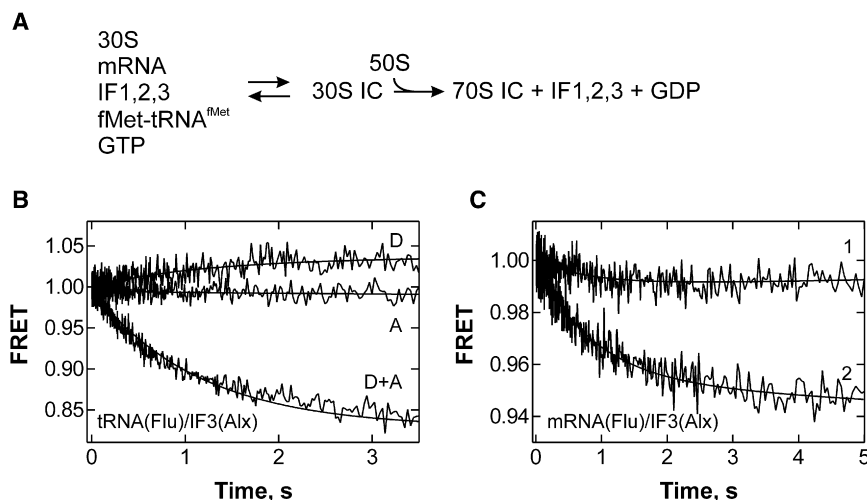 A
30S
mRNA
IF1,2,3
fMet-tRNA^fMet
GTP
30S IC
50S
70S IC + IF1,2,3 + GDP
B
FRET
1.05
1.00
0.95
0.90
0.85
D
A
D+A
tRNA(Flu)/IF3(Alx)
0 1 2 3
Time, s
C
FRET
1.00
0.98
0.96
0.94
1
2
mRNA(Flu)/IF3(Alx)
0 1 2 3 4 5
Time, s